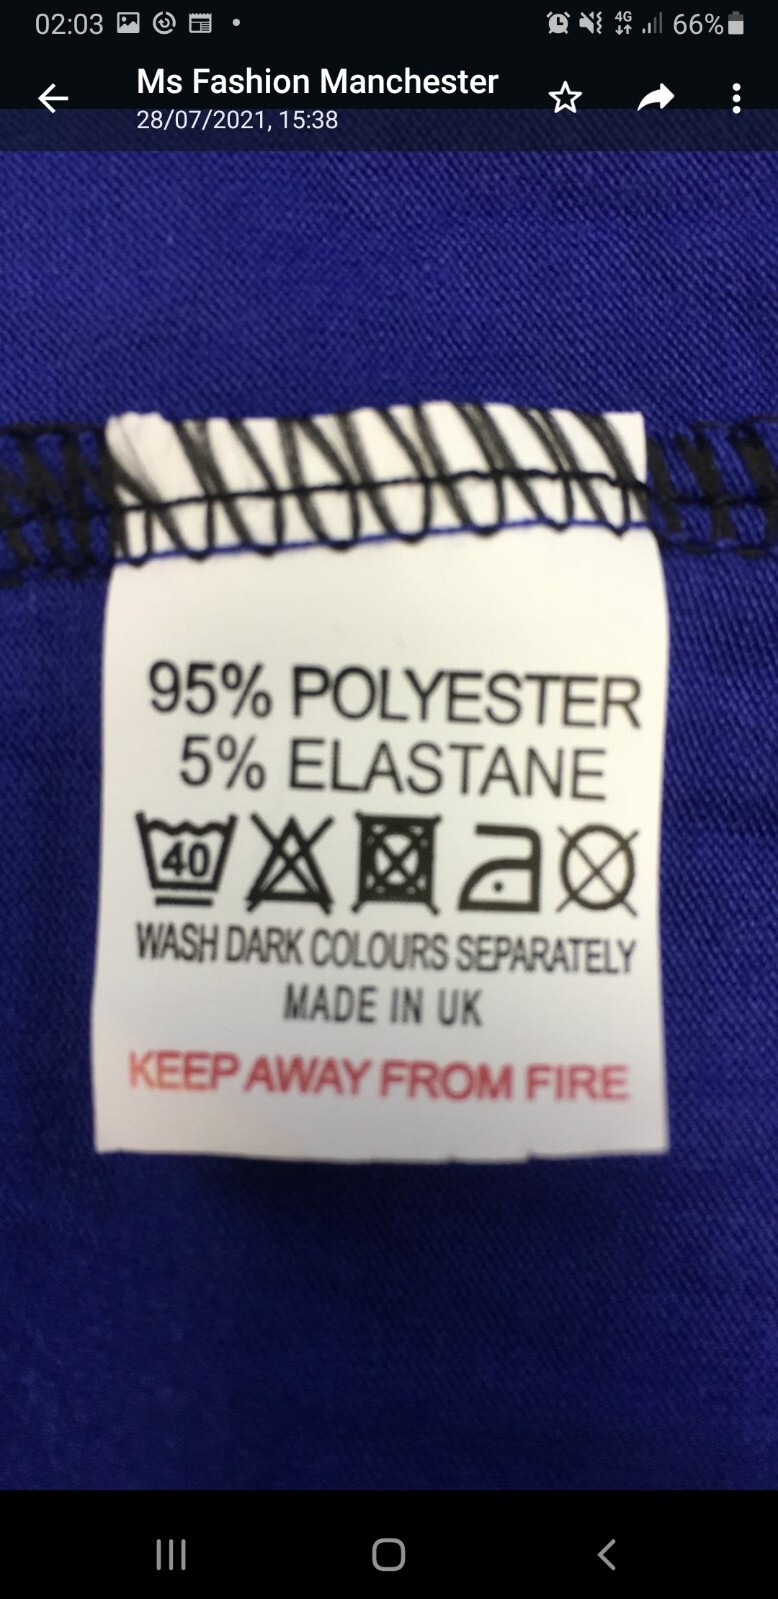 02:03 4G 66%
Ms Fashion Manchester
28/07/2021, 15:38
95% POLYESTER
5% ELASTANE
40
WASH DARK COLOURS SEPARATELY
MADE IN UK
KEEP AWAY FROM FIRE